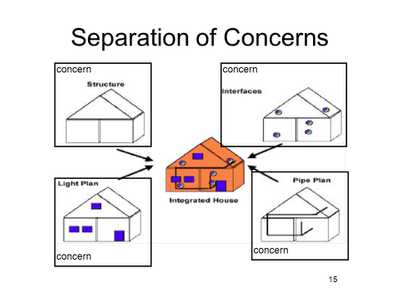 Separation of Concerns
concern
Structure
concern
Interfaces
Light Plan
concern
Integrated House
Pipe Plan
concern
15